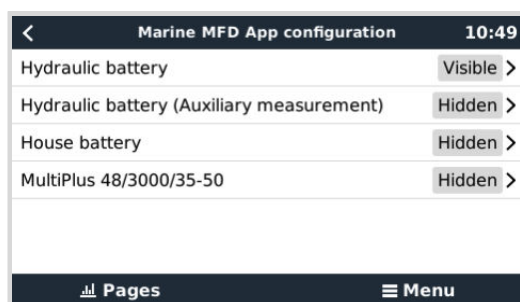 Marine MFD App configuration 10:49
Hydraulic battery Visible
Hydraulic battery (Auxiliary measurement) Hidden
House battery Hidden
MultiPlus 48/3000/35-50 Hidden
Pages Menu